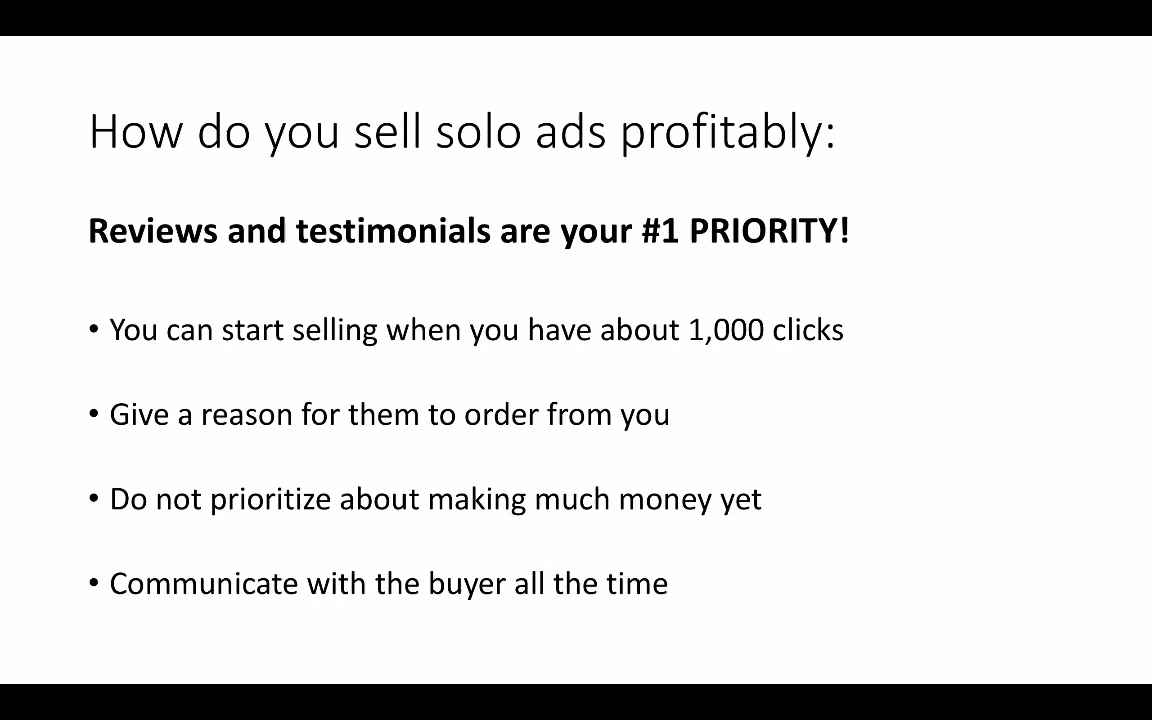 How do you sell solo ads profitably:
Reviews and testimonials are your #1 PRIORITY!
• You can start selling when you have about 1,000 clicks
• Give a reason for them to order from you
• Do not prioritize about making much money yet
• Communicate with the buyer all the time